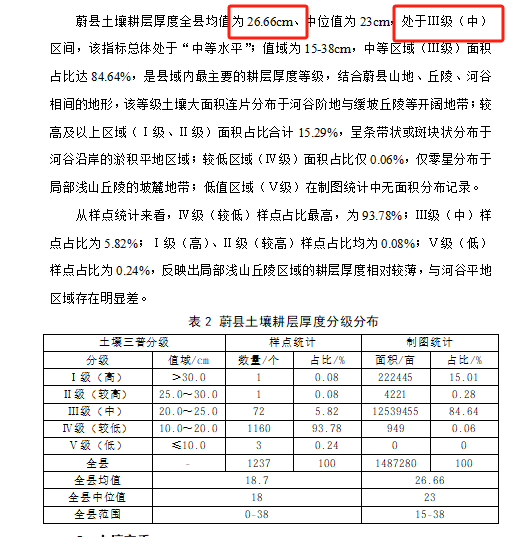 蔚县土壤耕层厚度全县均值为 26.66cm、中位值为 23cm，处于Ⅲ级（中）
区间，该指标总体处于“中等水平”；值域为 15-38cm，中等区域（Ⅲ级）面积
占比达 84.64%，是县域内最主要的耕层厚度等级，结合蔚县山地、丘陵、河谷
相间的地形，该等级土壤大面积连片分布于河谷阶地与缓坡丘陵等开阔地带；较
高及以上区域（Ⅰ级、Ⅱ级）面积占比合计 15.29%，呈条带状或斑块状分布于
河谷沿岸的淤积平地区域；较低区域（Ⅳ级）面积占比仅 0.06%，仅零星分布于
局部浅山丘陵的坡麓地带；低值区域（Ⅴ级）在制图统计中无面积分布记录。
从样点统计来看，Ⅳ级（较低）样点占比最高，为 93.78%；Ⅲ级（中）样
点占比为 5.82%；Ⅰ级（高）、Ⅱ级（较高）样点占比均为 0.08%；Ⅴ级（低）
样点占比为 0.24%，反映出局部浅山丘陵区域的耕层厚度相对较薄，与河谷平地
区域存在明显差。
表 2 蔚县土壤耕层厚度分级分布
土壤三普分级 样点统计 制图统计
分级 值域/cm 数量/个 占比/% 面积/亩 占比/%
Ⅰ级（高） ＞30.0 1 0.08 222445 15.01
Ⅱ级（较高） 25.0～30.0 1 0.08 4221 0.28
Ⅲ级（中） 20.0～25.0 72 5.82 12539455 84.64
Ⅳ级（较低） 10.0～20.0 1160 93.78 949 0.06
Ⅴ级（低） ≤10.0 3 0.24 0 0
全县 - 1237 100 1487280 100
全县均值 18.7 26.66
全县中位值 18 23
全县范围 0-38 15-38